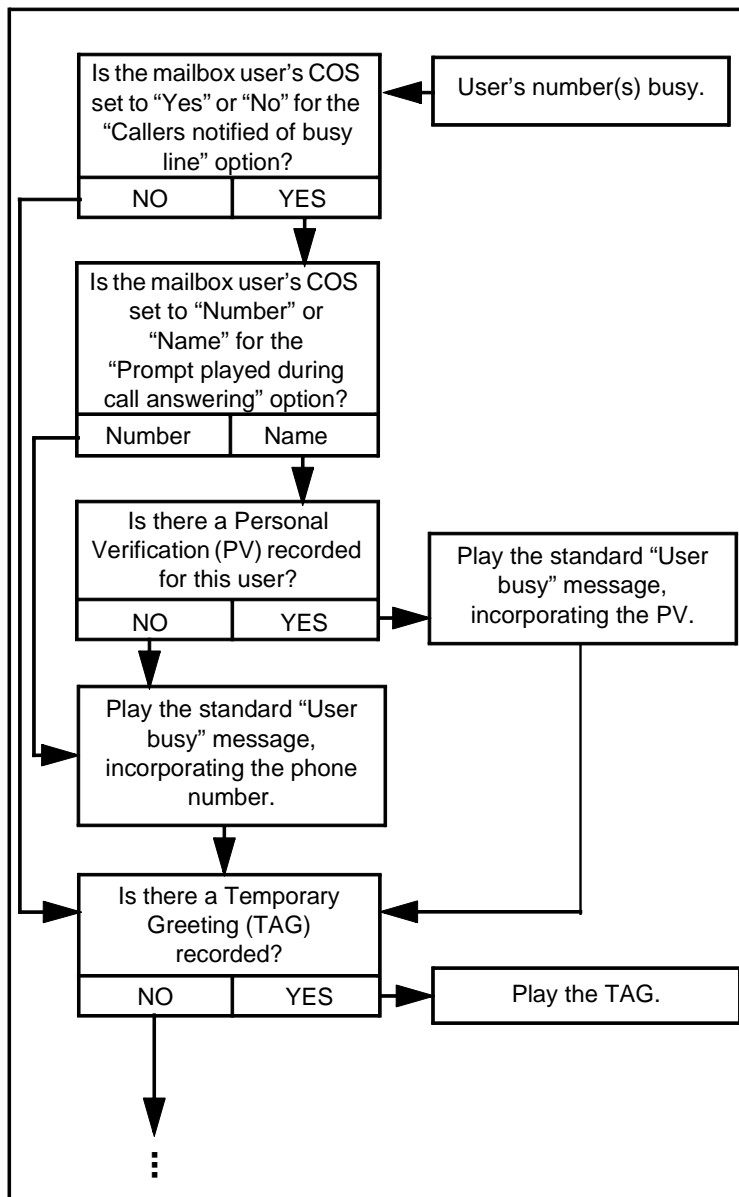 Is the mailbox user's COS
set to “Yes” or “No” for the
“Callers notified of busy
line” option?
NO YES
User's number(s) busy.
Is the mailbox user's COS
set to “Number” or
“Name” for the
“Prompt played during
call answering” option?
Number Name
Is there a Personal
Verification (PV) recorded
for this user?
NO YES
Play the standard “User
busy” message,
incorporating the PV.
Play the standard “User
busy” message,
incorporating the phone
number.
Is there a Temporary
Greeting (TAG)
recorded?
NO YES
Play the TAG.